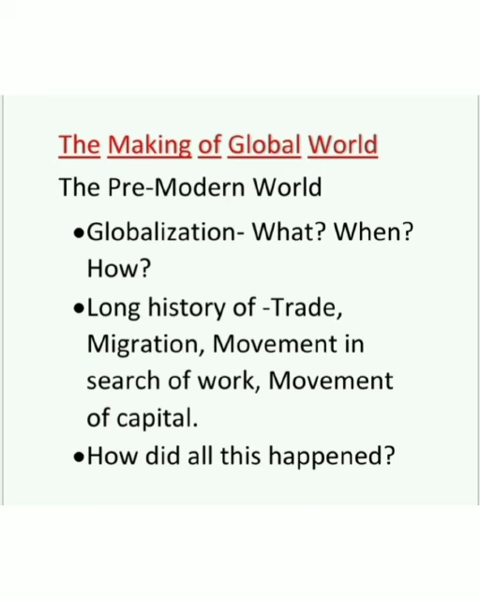 The Making of Global World
The Pre-Modern World
•Globalization- What? When?
How?
•Long history of -Trade,
Migration, Movement in
search of work, Movement
of capital.
•How did all this happened?